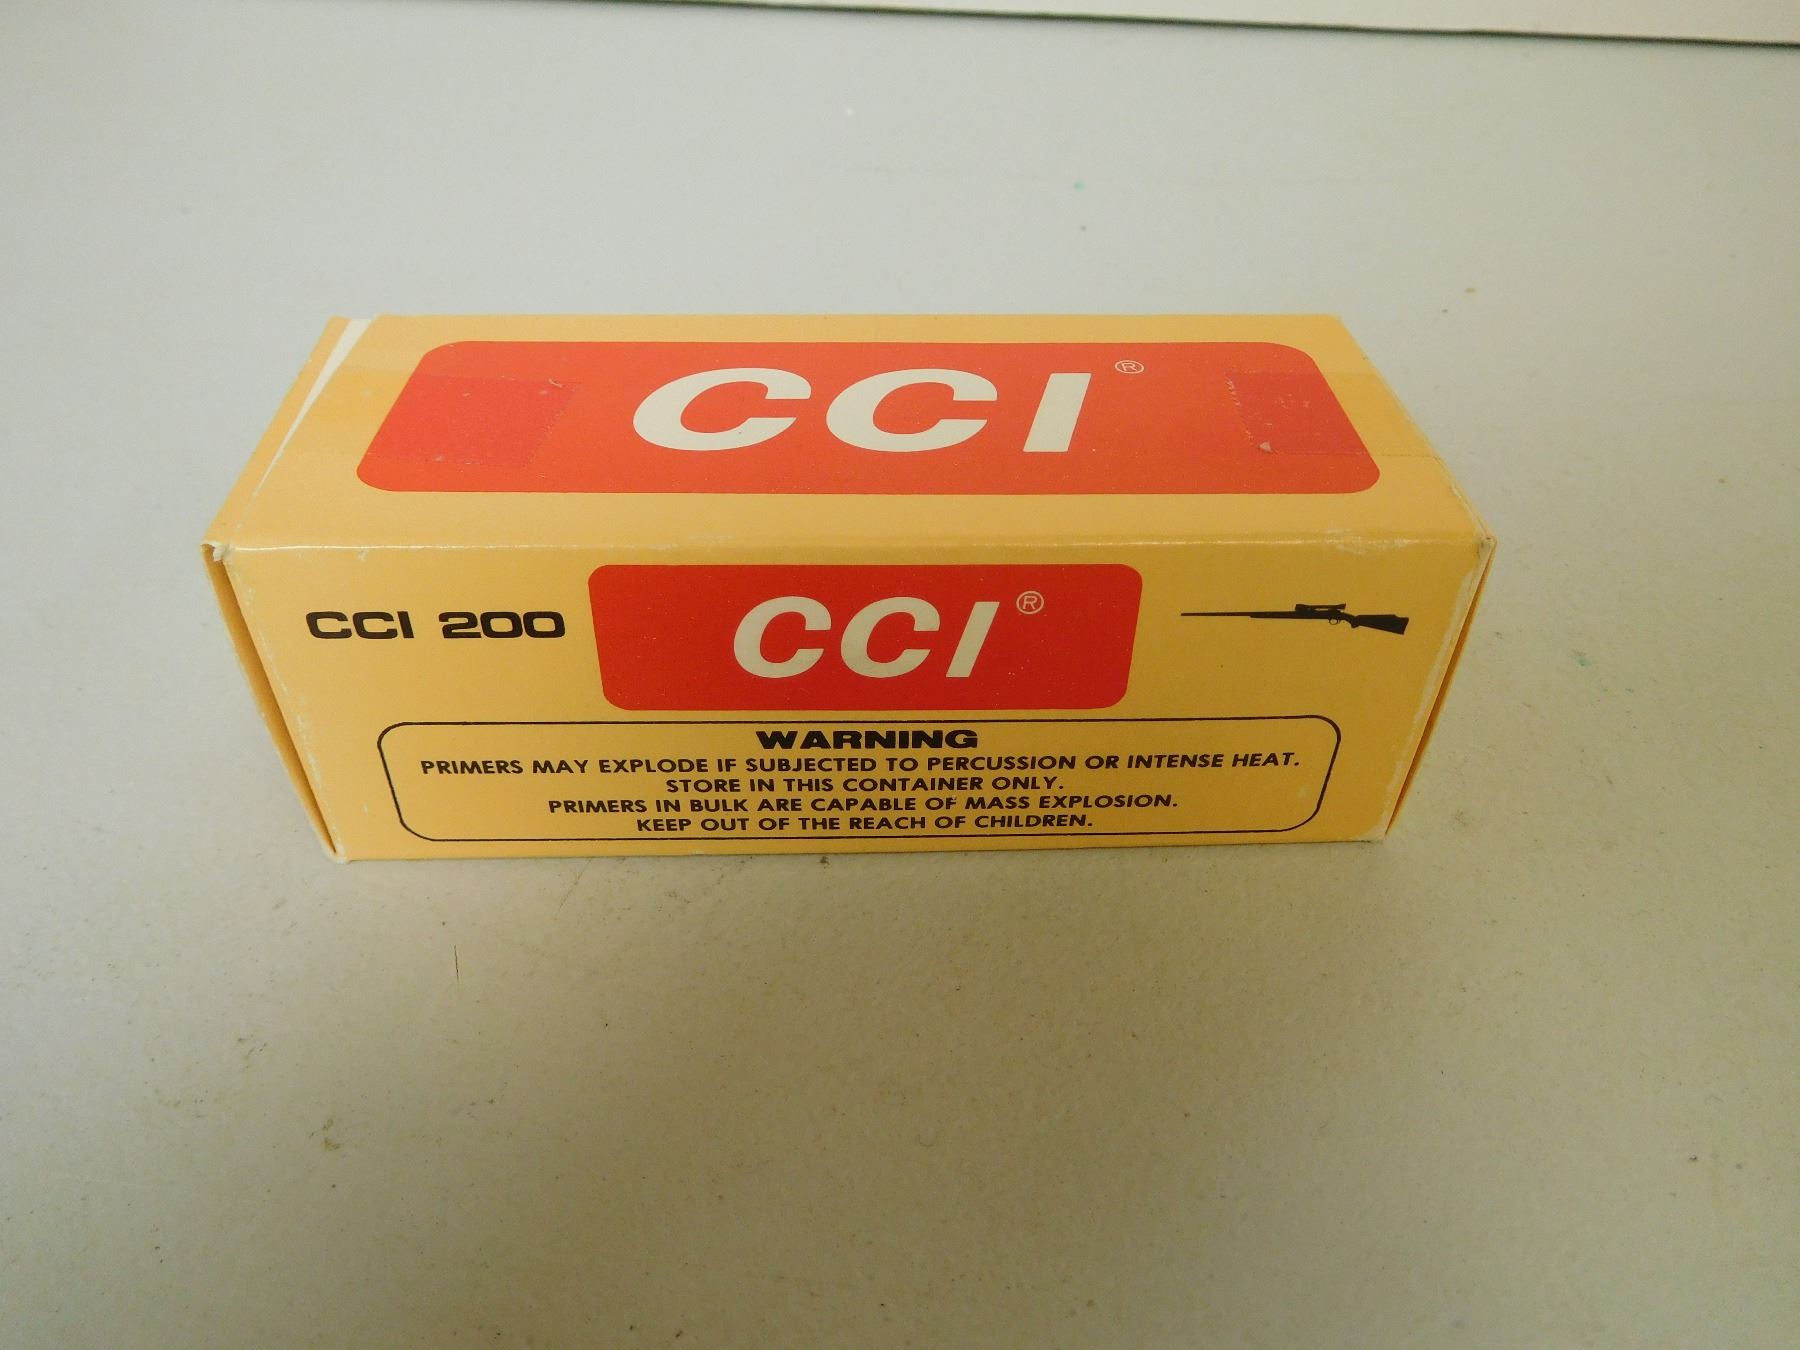 CCI®
CCI 200
CCI®
WARNING
PRIMERS MAY EXPLODE IF SUBJECTED TO PERCUSSION OR INTENSE HEAT.
STORE IN THIS CONTAINER ONLY.
PRIMERS IN BULK ARE CAPABLE OF MASS EXPLOSION.
KEEP OUT OF THE REACH OF CHILDREN.